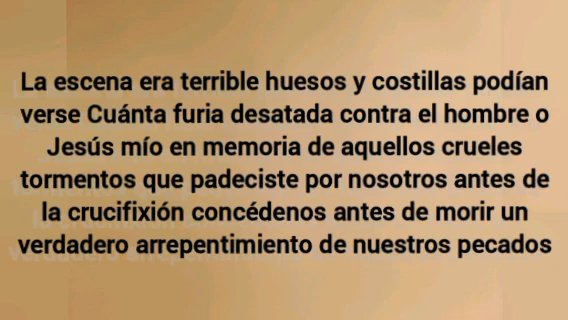 La escena era terrible huesos y costillas podían
verse Cuánta furia desatada contra el hombre o
Jesús mío en memoria de aquellos crueles
tormentos que padeciste por nosotros antes de
la crucifixión concédenos antes de morir un
verdadero arrepentimiento de nuestros pecados